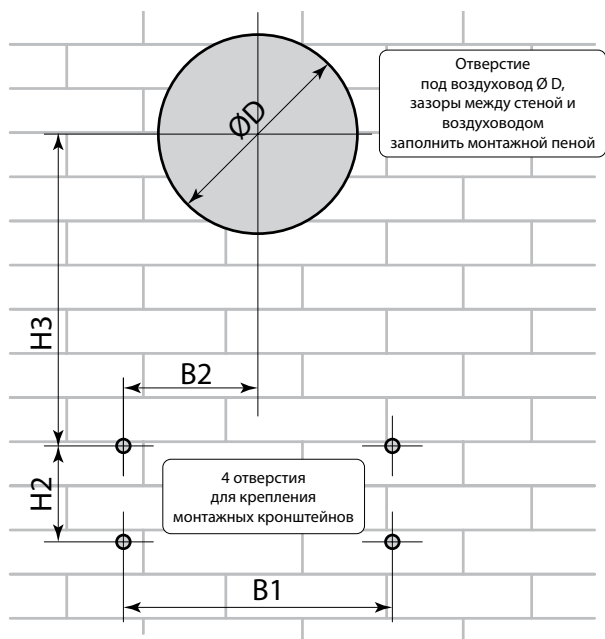 Отверстие
под воздуховод Ø D,
зазоры между стеной и
воздуховодом
заполнить монтажной пеной
ØD
H3
B2
H2
4 отверстия
для крепления
монтажных кронштейнов
B1